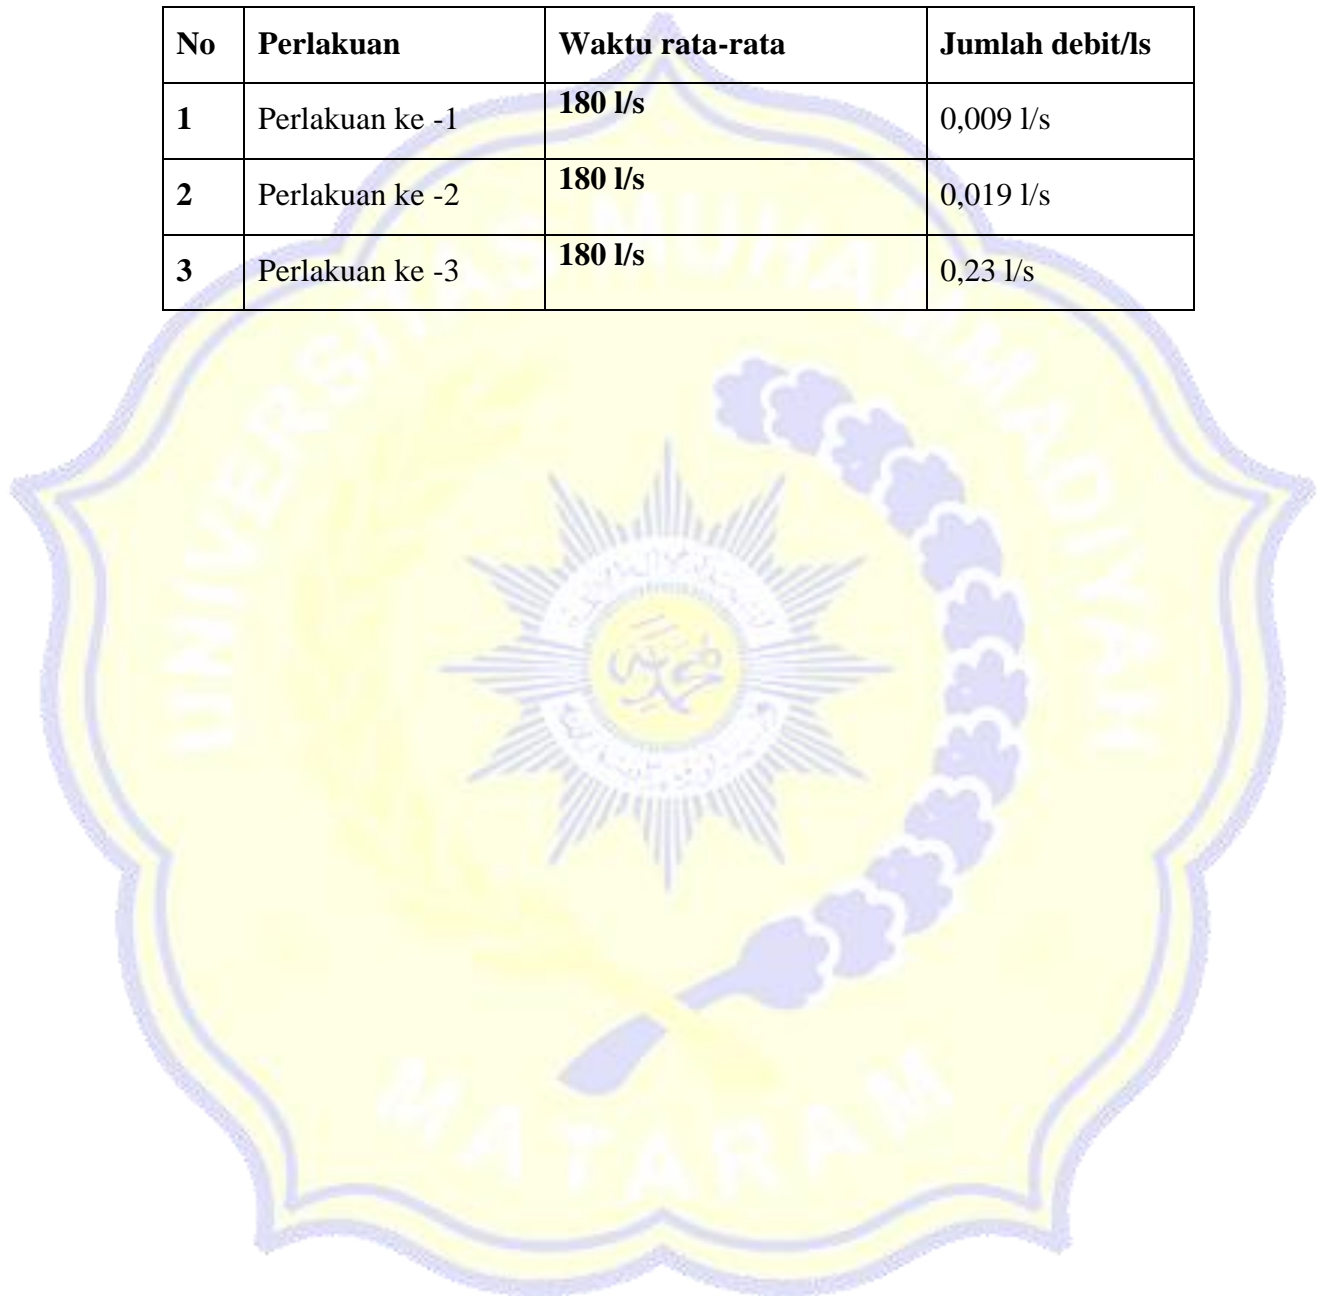 No Perlakuan Waktu rata-rata Jumlah debit/ls
1 Perlakuan ke -1 180 l/s 0,009 l/s
2 Perlakuan ke -2 180 l/s 0,019 l/s
3 Perlakuan ke -3 180 l/s 0,23 l/s
UNIVERSITAS MUHAMMADIYAH
MATARAM